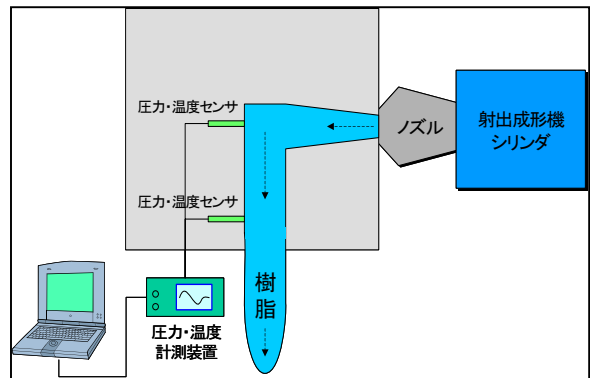 圧力・温度センサ
ノズル
射出成形機
シリンダ
圧力・温度センサ
樹
脂
圧力・温度
計測装置